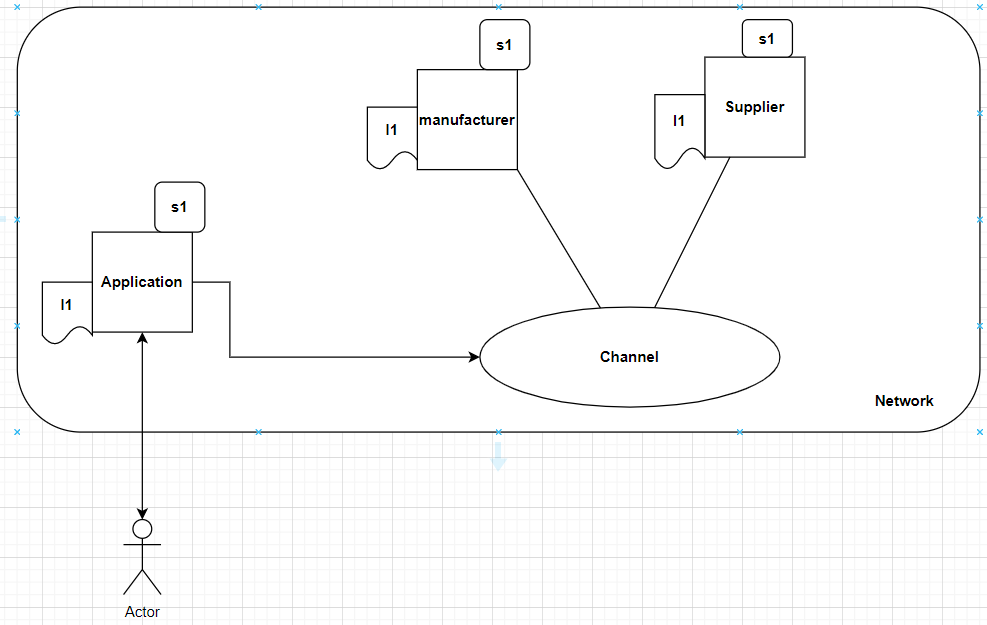 s1
s1
manufacturer
l1
Supplier
l1
s1
Application
l1
Channel
Network
Actor